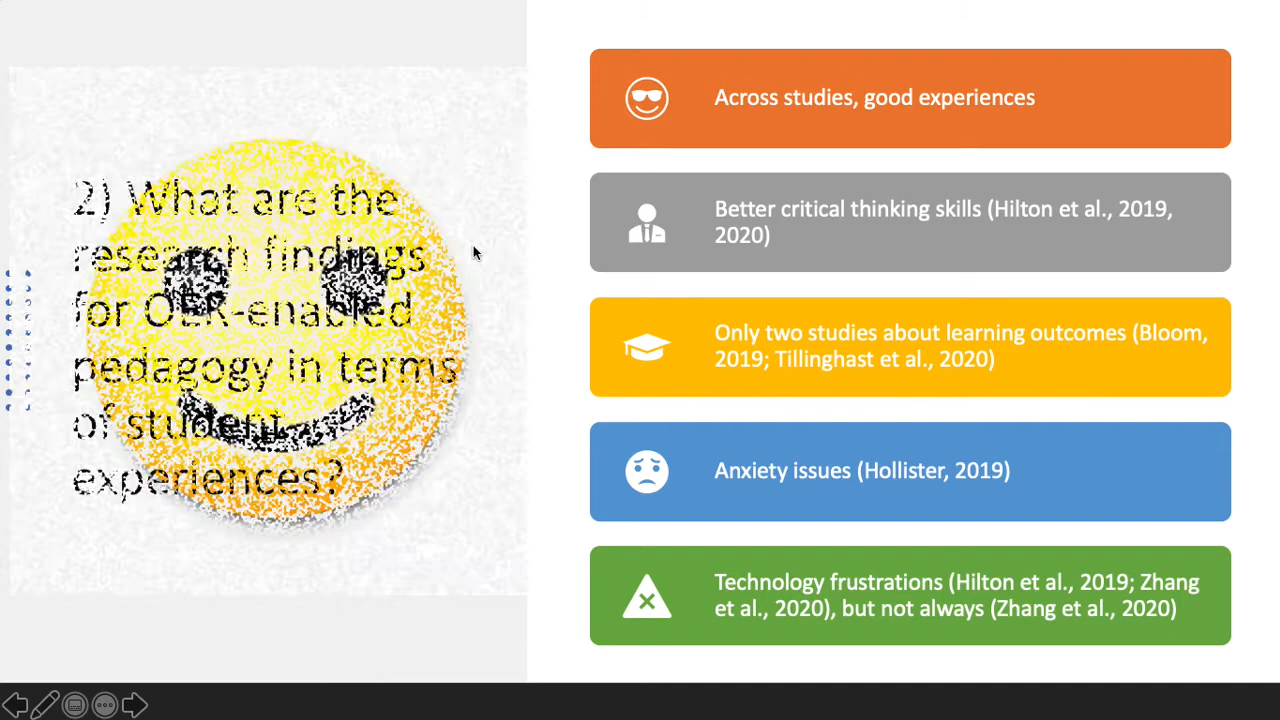 2) What are the
research findings
for OER-enabled
pedagogy in terms
of student
experiences?
Across studies, good experiences
Better critical thinking skills (Hilton et al., 2019,
2020)
Only two studies about learning outcomes (Bloom,
2019; Tillinghast et al., 2020)
Anxiety issues (Hollister, 2019)
Technology frustrations (Hilton et al., 2019; Zhang
et al., 2020), but not always (Zhang et al., 2020)